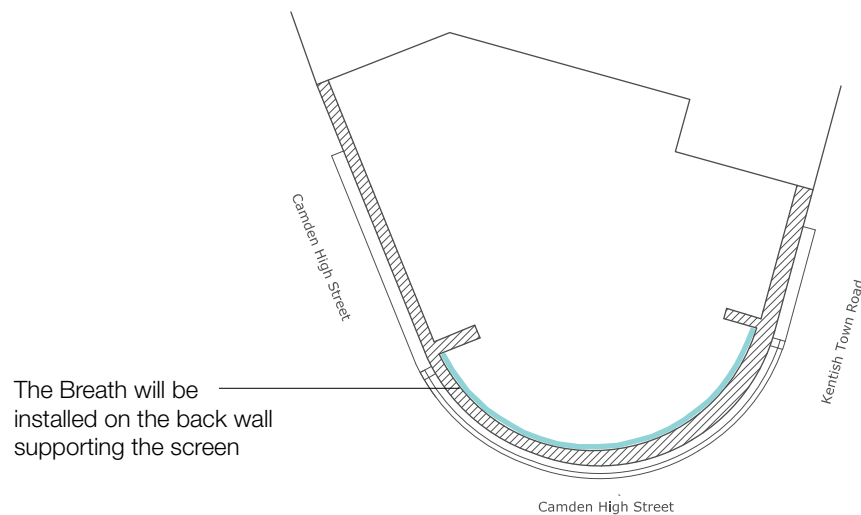 Camden High Street
Kentish Town Road
The Breath will be
installed on the back wall
supporting the screen
Camden High Street